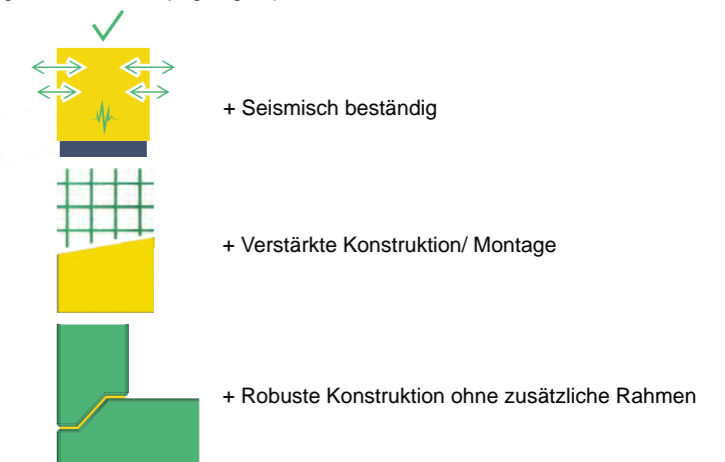 + Seismisch beständig
+ Verstärkte Konstruktion/ Montage
+ Robuste Konstruktion ohne zusätzliche Rahmen